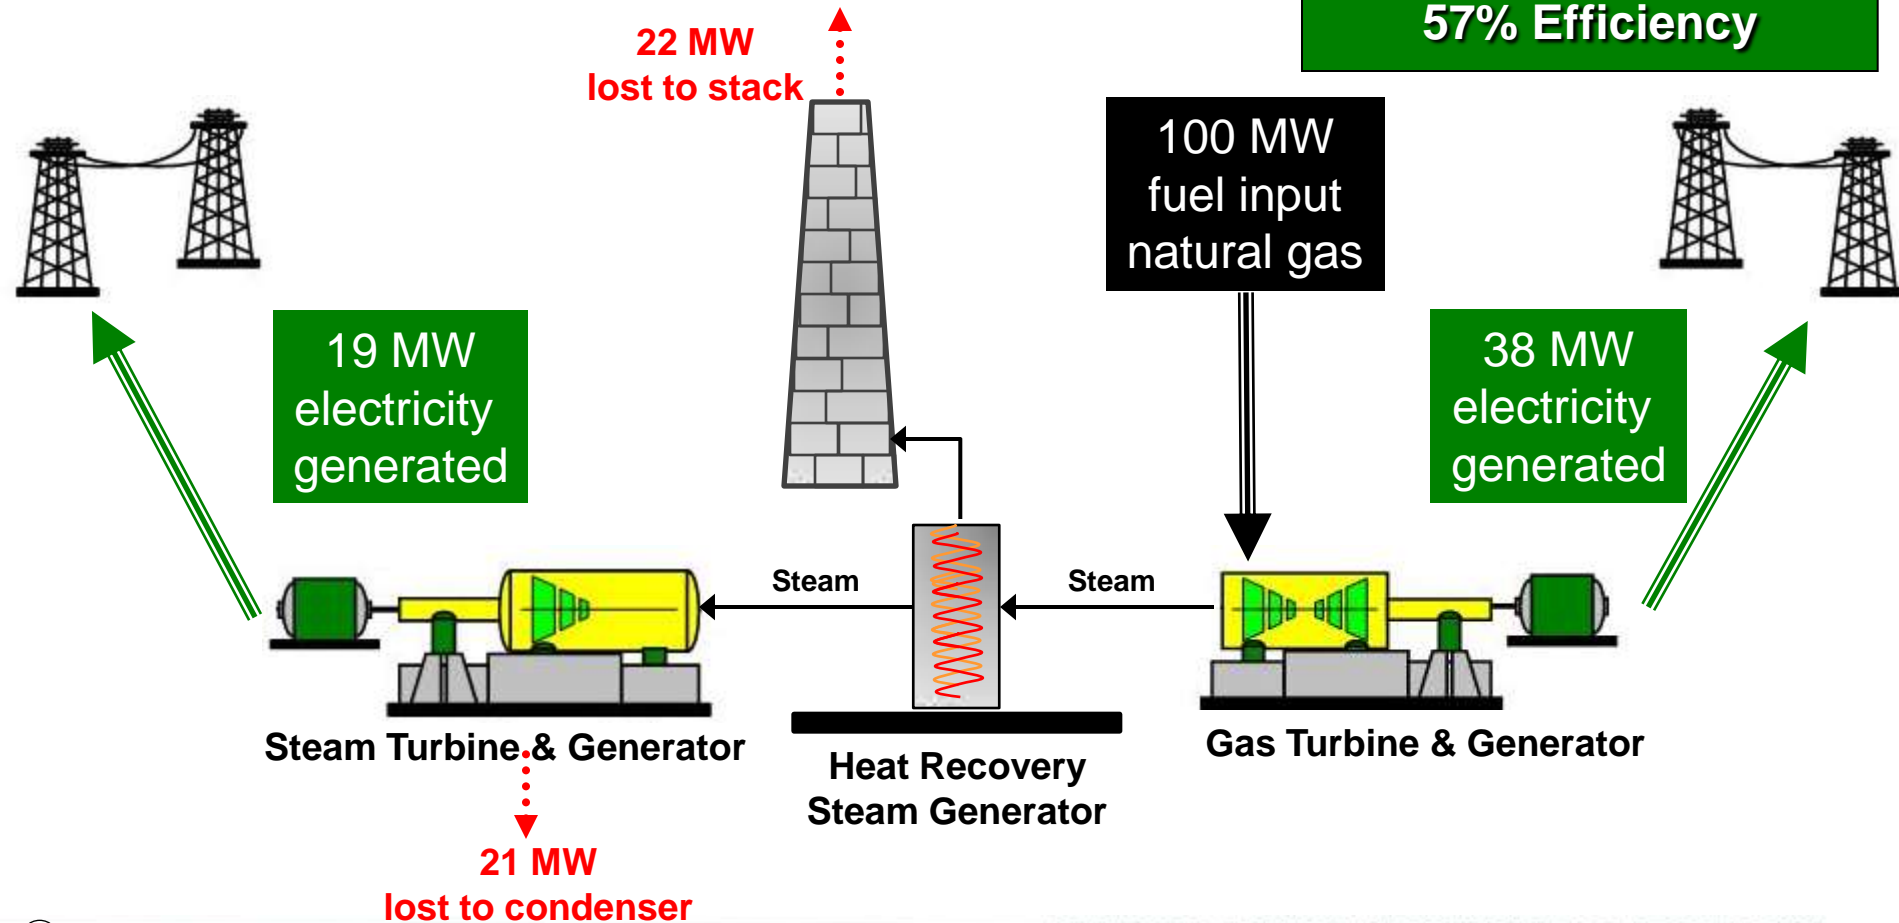 57% Efficiency
22 MW
lost to stack
100 MW
fuel input
natural gas
19 MW
electricity
generated
38 MW
electricity
generated
Steam
Steam
Steam Turbine & Generator
Heat Recovery
Steam Generator
Gas Turbine & Generator
21 MW
lost to condenser